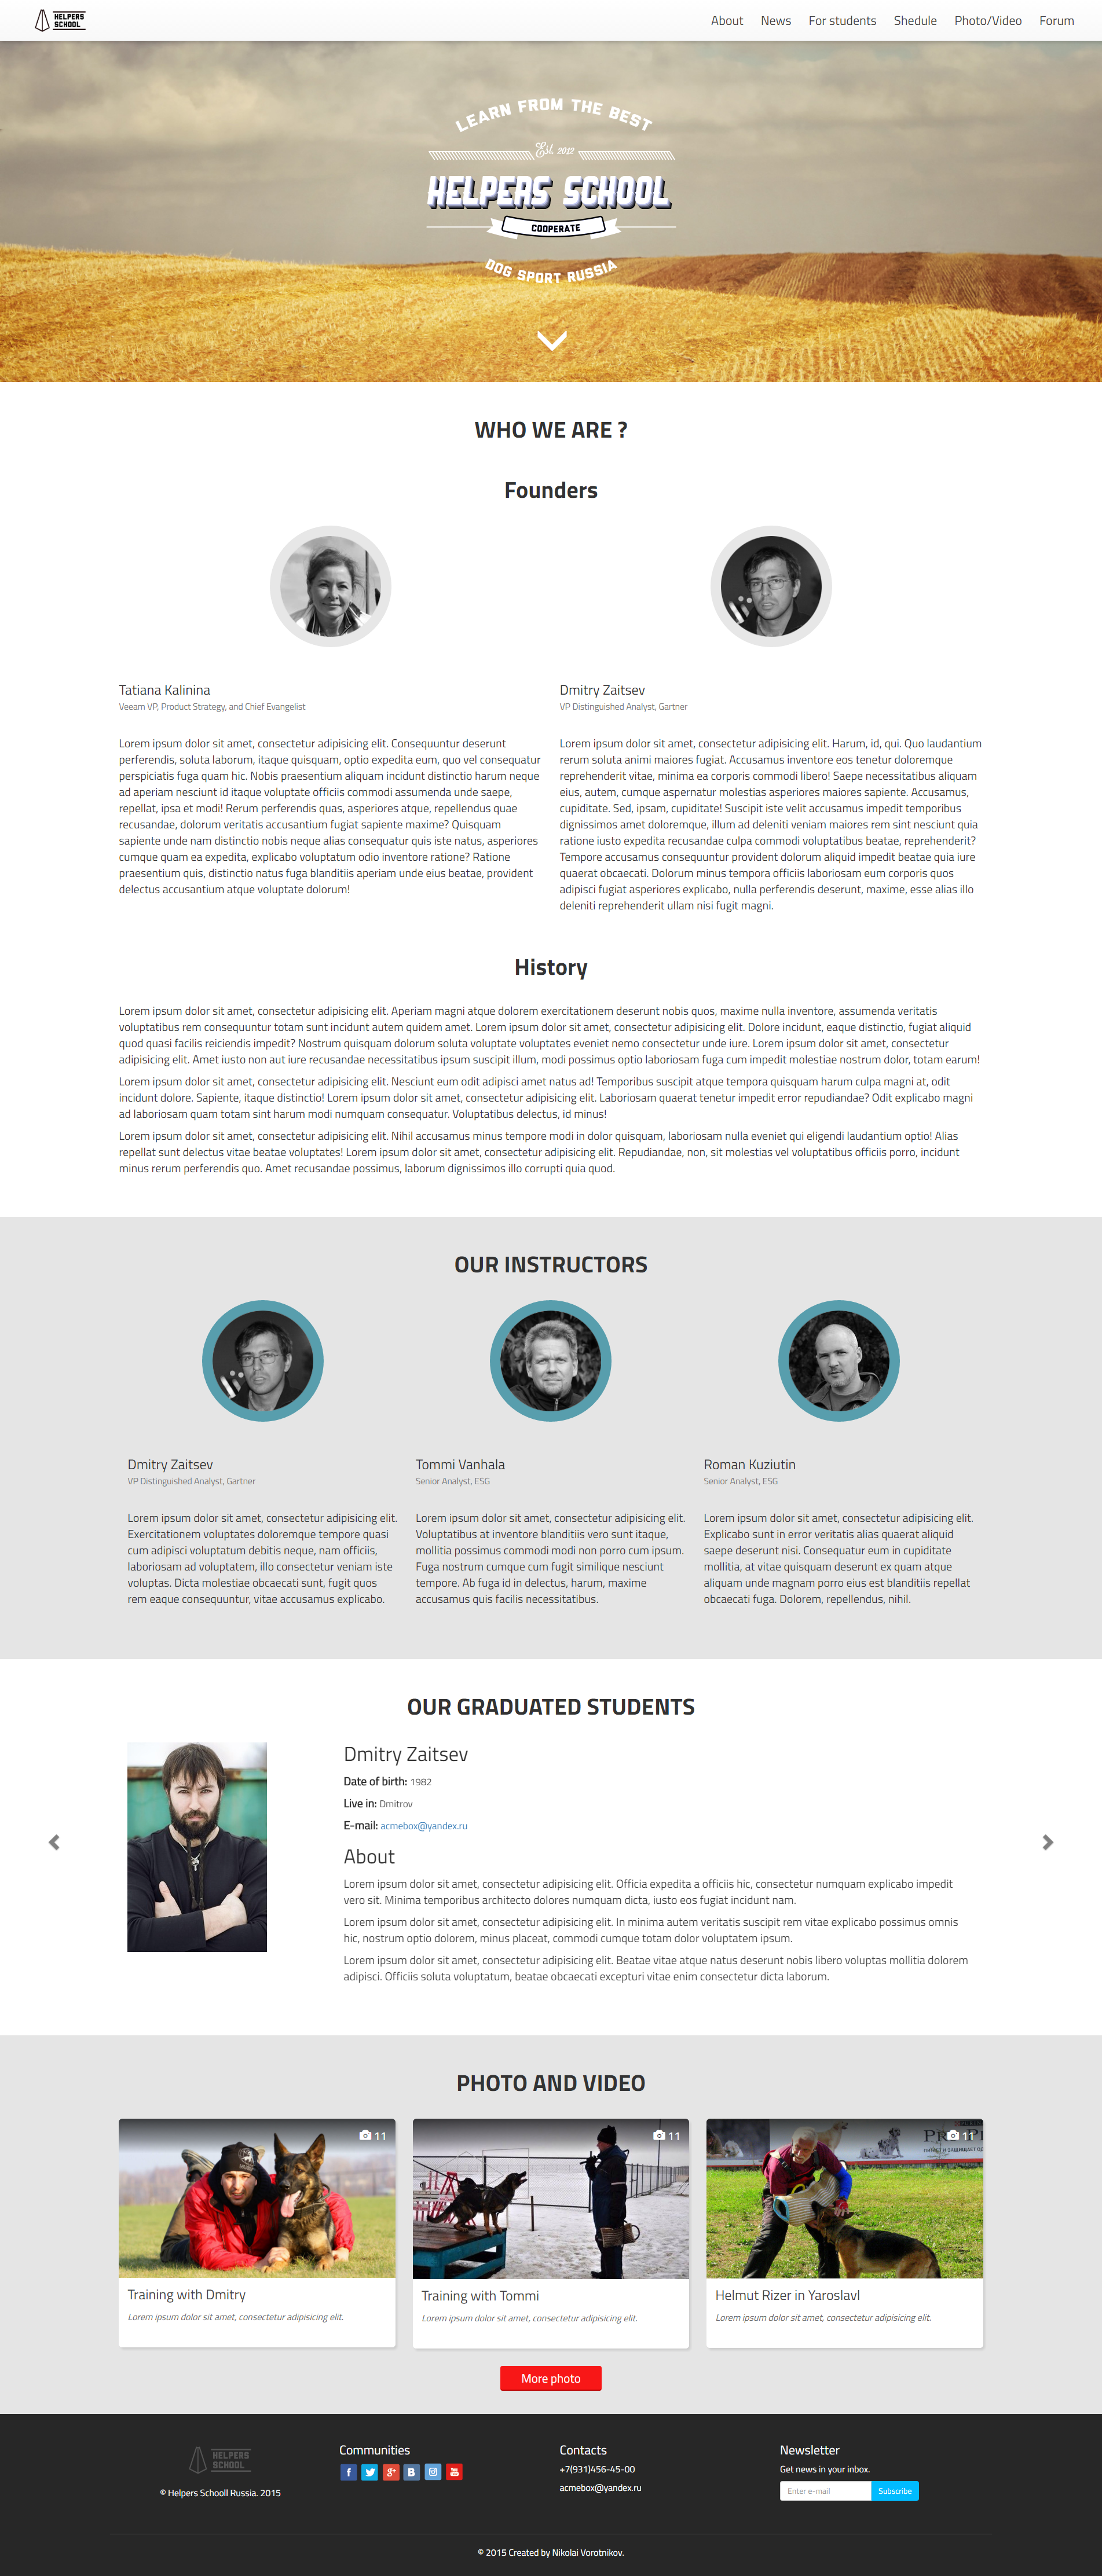 HELPERS
SCHOOL
About News For students Shedule Photo/Video Forum
LEARN FROM THE BEST
Est. 2012
HELPERS SCHOOL
COOPERATE
DOG SPORT RUSSIA
WHO WE ARE ?
Founders
Tatiana Kalinina
Veeam VP, Product Strategy, and Chief Evangelist
Lorem ipsum dolor sit amet, consectetur adipisicing elit. Consequuntur deserunt
perferendis, soluta laborum, itaque quisquam, optio expedita eum, quo vel consequatur
perspiciatis fuga quam hic. Nobis praesentium aliquam incidunt distinctio harum neque
ad aperiam nesciunt id itaque voluptate officiis commodi assumenda unde saepe,
repellat, ipsa et modi! Rerum perferendis quas, asperiores atque, repellendus quae
recusandae, dolorum veritatis accusantium fugiat sapiente maxime? Quisquam
sapiente unde nam distinctio nobis neque alias consequatur quis iste natus, asperiores
cumque quam ea expedita, explicabo voluptatum odio inventore ratione? Ratione
praesentium quis, distinctio natus fuga blanditiis aperiam unde eius beatae, provident
delectus accusantium atque voluptate dolorum!
Dmitry Zaitsev
VP Distinguished Analyst, Gartner
Lorem ipsum dolor sit amet, consectetur adipisicing elit. Harum, id, qui. Quo laudantium
rerum soluta animi maiores fugiat. Accusamus inventore eos tenetur doloremque
reprehenderit vitae, minima ea corporis commodi libero! Saepe necessitatibus aliquam
eius, autem, cumque aspernatur molestias asperiores maiores sapiente. Accusamus,
cupiditate. Sed, ipsam, cupiditate! Suscipit iste velit accusamus impedit temporibus
dignissimos amet doloremque, illum ad deleniti veniam maiores rem sint nesciunt quia
ratione iusto expedita recusandae culpa commodi voluptatibus beatae, reprehenderit?
Tempore accusamus consequuntur provident dolorum aliquid impedit beatae quia iure
quaerat obcaecati. Dolorum minus tempora officiis laboriosam eum corporis quos
adipisci fugiat asperiores explicabo, nulla perferendis deserunt, maxime, esse alias illo
deleniti reprehenderit ullam nisi fugit magni.
History
Lorem ipsum dolor sit amet, consectetur adipisicing elit. Aperiam magni atque dolorem exercitationem deserunt nobis quos, maxime nulla inventore, assumenda veritatis
voluptatibus rem consequuntur totam sunt incidunt autem quidem amet. Lorem ipsum dolor sit amet, consectetur adipisicing elit. Dolore incidunt, eaque distinctio, fugiat aliquid
quod quasi facilis reiciendis impedit? Nostrum quisquam dolorum soluta voluptate voluptates eveniet nemo consectetur unde iure. Lorem ipsum dolor sit amet, consectetur
adipisicing elit. Amet iusto non aut iure recusandae necessitatibus ipsum suscipit illum, modi possimus optio laboriosam fuga cum impedit molestiae nostrum dolor, totam earum!
Lorem ipsum dolor sit amet, consectetur adipisicing elit. Nesciunt eum odit adipisci amet natus ad! Temporibus suscipit atque tempora quisquam harum culpa magni at, odit
incidunt dolore. Sapiente, itaque distinctio! Lorem ipsum dolor sit amet, consectetur adipisicing elit. Laboriosam quaerat tenetur impedit error repudiandae? Odit explicabo magni
ad laboriosam quam totam sint harum modi numquam consequatur. Voluptatibus delectus, id minus!
Lorem ipsum dolor sit amet, consectetur adipisicing elit. Nihil accusamus minus tempore modi in dolor quisquam, laboriosam nulla eveniet qui eligendi laudantium optio! Alias
repellat sunt delectus vitae beatae voluptates! Lorem ipsum dolor sit amet, consectetur adipisicing elit. Repudiandae, non, sit molestias vel voluptatibus officiis porro, incidunt
minus rerum perferendis quo. Amet recusandae possimus, laborum dignissimos illo corrupti quia quod.
OUR INSTRUCTORS
Dmitry Zaitsev
VP Distinguished Analyst, Gartner
Lorem ipsum dolor sit amet, consectetur adipisicing elit.
Exercitationem voluptates doloremque tempore quasi
cum adipisci voluptatum debitis neque, nam officiis,
laboriosam ad voluptatem, illo consectetur veniam iste
voluptas. Dicta molestiae obcaecati sunt, fugit quos
rem eaque consequuntur, vitae accusamus explicabo.
Tommi Vanhala
Senior Analyst, ESG
Lorem ipsum dolor sit amet, consectetur adipisicing elit.
Voluptatibus at inventore blanditiis vero sunt itaque,
mollitia possimus commodi modi non porro cum ipsum.
Fuga nostrum cumque cum fugit similique nesciunt
tempore. Ab fuga id in delectus, harum, maxime
accusamus quis facilis necessitatibus.
Roman Kuziutin
Senior Analyst, ESG
Lorem ipsum dolor sit amet, consectetur adipisicing elit.
Explicabo sunt in error veritatis alias quaerat aliquid
saepe deserunt nisi. Consequatur eum in cupiditate
mollitia, at vitae quisquam deserunt ex quam atque
aliquam unde magnam porro eius est blanditiis repellat
obcaecati fuga. Dolorem, repellendus, nihil.
OUR GRADUATED STUDENTS
Dmitry Zaitsev
Date of birth: 1982
Live in: Dmitrov
E-mail: acmebox@yandex.ru
About
Lorem ipsum dolor sit amet, consectetur adipisicing elit. Officia expedita a officiis hic, consectetur numquam explicabo impedit
vero sit. Minima temporibus architecto dolores numquam dicta, iusto eos fugiat incidunt nam.
Lorem ipsum dolor sit amet, consectetur adipisicing elit. In minima autem veritatis suscipit rem vitae explicabo possimus omnis
hic, nostrum optio dolorem, minus placeat, commodi cumque totam dolor voluptatem ipsum.
Lorem ipsum dolor sit amet, consectetur adipisicing elit. Beatae vitae atque natus deserunt nobis libero voluptas mollitia dolorem
adipisci. Officiis soluta voluptatum, beatae obcaecati excepturi vitae enim consectetur dicta laborum.
PHOTO AND VIDEO
11
Training with Dmitry
Lorem ipsum dolor sit amet, consectetur adipisicing elit.
11
Training with Tommi
Lorem ipsum dolor sit amet, consectetur adipisicing elit.
11
Helmut Rizer in Yaroslavl
Lorem ipsum dolor sit amet, consectetur adipisicing elit.
More photo
HELPERS
SCHOOL
© Helpers Schooll Russia. 2015
Communities
Contacts
+7(931)456-45-00
acmebox@yandex.ru
Newsletter
Get news in your inbox.
Enter e-mail Subscribe
© 2015 Created by Nikolai Vorotnikov.